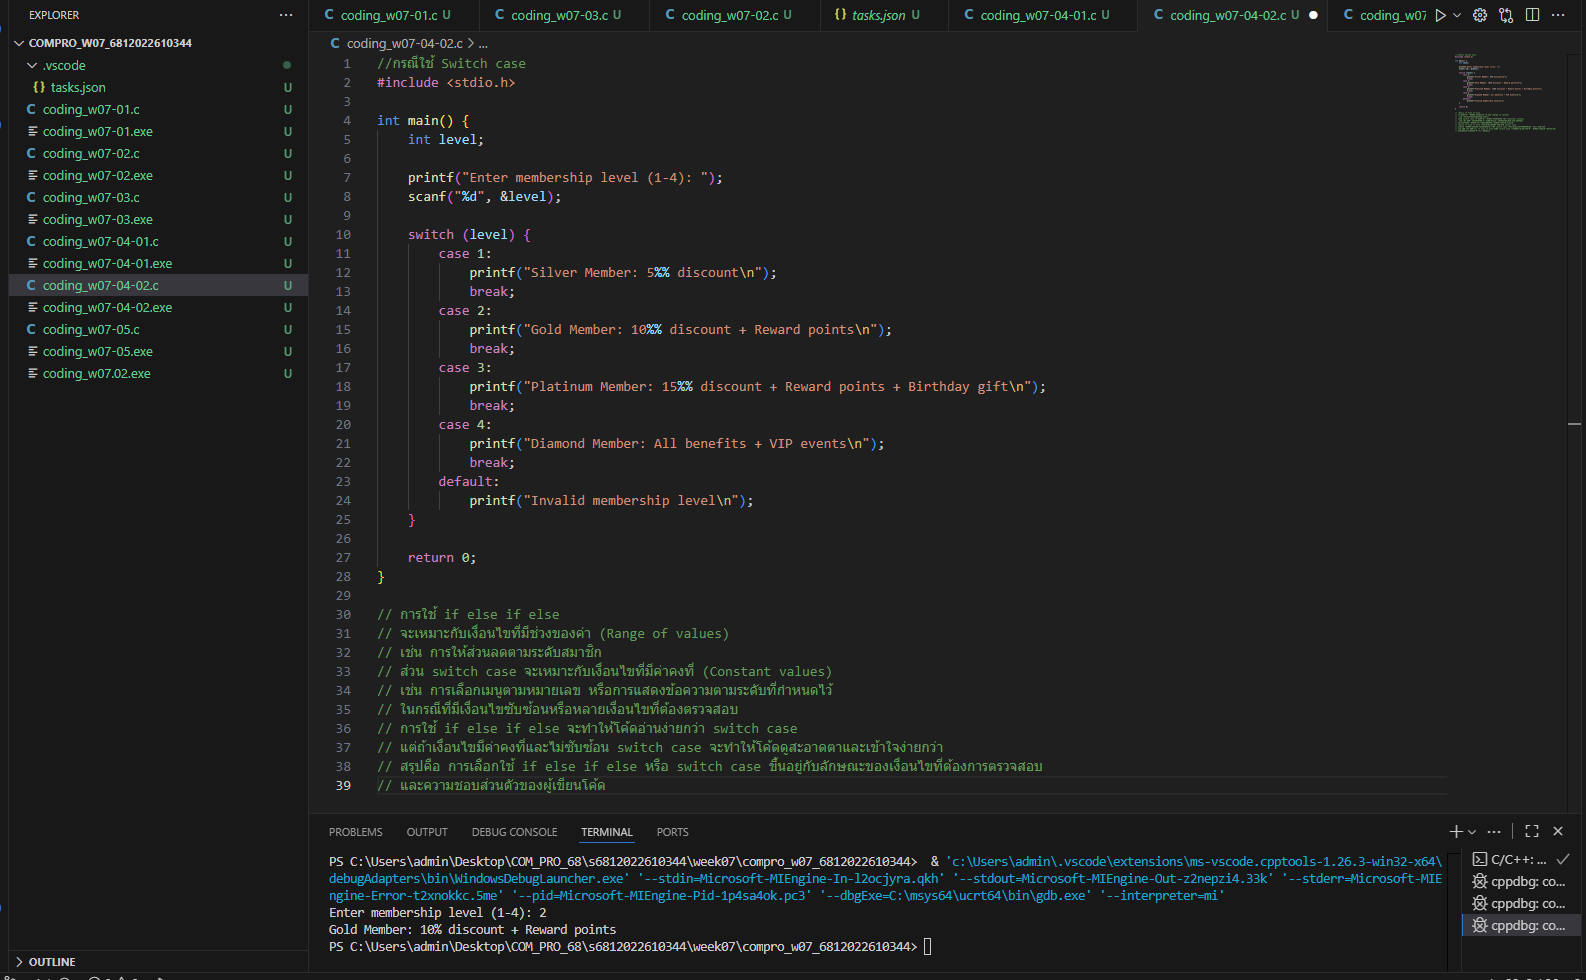 EXPLORER
COMPRO_W07_6812022610344
.vscode
tasks.json U
coding_w07-01.c U
coding_w07-01.exe U
coding_w07-02.c U
coding_w07-02.exe U
coding_w07-03.c U
coding_w07-03.exe U
coding_w07-04-01.c U
coding_w07-04-01.exe U
coding_w07-04-02.c U
coding_w07-04-02.exe U
coding_w07-05.c U
coding_w07-05.exe U
coding_w07.02.exe U
OUTLINE
C coding_w07-01.c U C coding_w07-03.c U C coding_w07-02.c U {} tasks.json U C coding_w07-04-01.c U C coding_w07-04-02.c U C coding_w07
C coding_w07-04-02.c > ...
1 //กรณีใช้ Switch case
2 #include <stdio.h>
3
4 int main() {
5 int level;
6
7 printf("Enter membership level (1-4): ");
8 scanf("%d", &level);
9
10 switch (level) {
11 case 1:
12 printf("Silver Member: 5%% discount\n");
13 break;
14 case 2:
15 printf("Gold Member: 10%% discount + Reward points\n");
16 break;
17 case 3:
18 printf("Platinum Member: 15%% discount + Reward points + Birthday gift\n");
19 break;
20 case 4:
21 printf("Diamond Member: All benefits + VIP events\n");
22 break;
23 default:
24 printf("Invalid membership level\n");
25 }
26
27 return 0;
28 }
29
30 // การใช้ if else if else
31 // จะเหมาะกับเงื่อนไขที่มีช่วงของค่า (Range of values)
32 // เช่น การให้ส่วนลดตามระดับสมาชิก
33 // ส่วน switch case จะเหมาะกับเงื่อนไขที่มีค่าคงที่ (Constant values)
34 // เช่น การเลือกเมนูตามหมายเลข หรือการแสดงข้อความตามระดับที่กำหนดไว้
35 // ในกรณีที่มีเงื่อนไขซับซ้อนหรือหลายเงื่อนไขที่ต้องตรวจสอบ
36 // การใช้ if else if else จะทำให้โค้ดอ่านง่ายกว่า switch case
37 // แต่ถ้าเงื่อนไขมีค่าคงที่และไม่ซับซ้อน switch case จะทำให้โค้ดดูสะอาดตาและเข้าใจง่ายกว่า
38 // สรุปคือ การเลือกใช้ if else if else หรือ switch case ขึ้นอยู่กับลักษณะของเงื่อนไขที่ต้องการตรวจสอบ
39 // และความชอบส่วนตัวของผู้เขียนโค้ด
PROBLEMS OUTPUT DEBUG CONSOLE TERMINAL PORTS
PS C:\Users\admin\Desktop\COM_PRO_68\s6812022610344\week07\compro_w07_6812022610344> & 'c:\Users\admin\.vscode\extensions\ms-vscode.cpptools-1.26.3-win32-x64\
debugAdapters\bin\WindowsDebugLauncher.exe' '--stdin=Microsoft-MIEngine-In-l2ocjyra.qkh' '--stdout=Microsoft-MIEngine-Out-z2nepzi4.33k' '--stderr=Microsoft-MIE
ngine-Error-t2xnokkc.5me' '--pid=Microsoft-MIEngine-Pid-1p4sa4ok.pc3' '--dbgExe=C:\msys64\ucrt64\bin\gdb.exe' '--interpreter=mi'
Enter membership level (1-4): 2
Gold Member: 10% discount + Reward points
PS C:\Users\admin\Desktop\COM_PRO_68\s6812022610344\week07\compro_w07_6812022610344>
C/C++: ...
cppdbg: co...
cppdbg: co...
cppdbg: co...